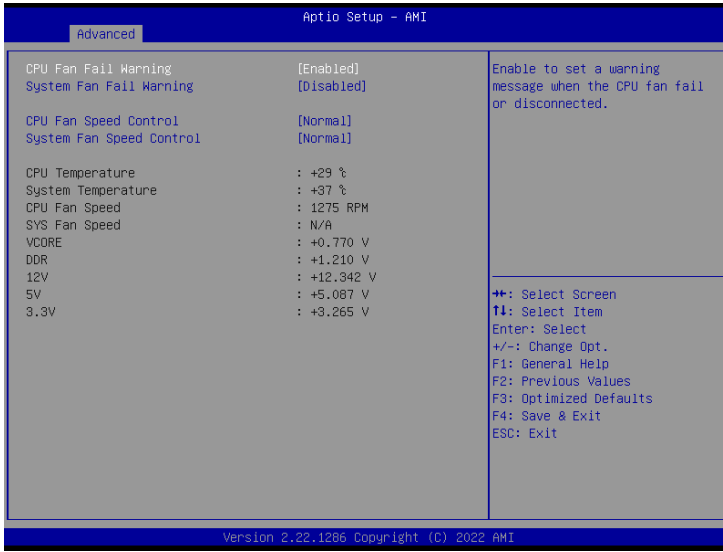 Aptio Setup – AMI
Advanced
CPU Fan Fail Warning [Enabled]
System Fan Fail Warning [Disabled]
CPU Fan Speed Control [Normal]
System Fan Speed Control [Normal]
CPU Temperature : +29 ℃
System Temperature : +37 ℃
CPU Fan Speed : 1275 RPM
SYS Fan Speed : N/A
VCORE : +0.770 V
DDR : +1.210 V
12V : +12.342 V
5V : +5.087 V
3.3V : +3.265 V
Enable to set a warning
message when the CPU fan fail
or disconnected.
→←: Select Screen
↑↓: Select Item
Enter: Select
+/-: Change Opt.
F1: General Help
F2: Previous Values
F3: Optimized Defaults
F4: Save & Exit
ESC: Exit
Version 2.22.1286 Copyright (C) 2022 AMI